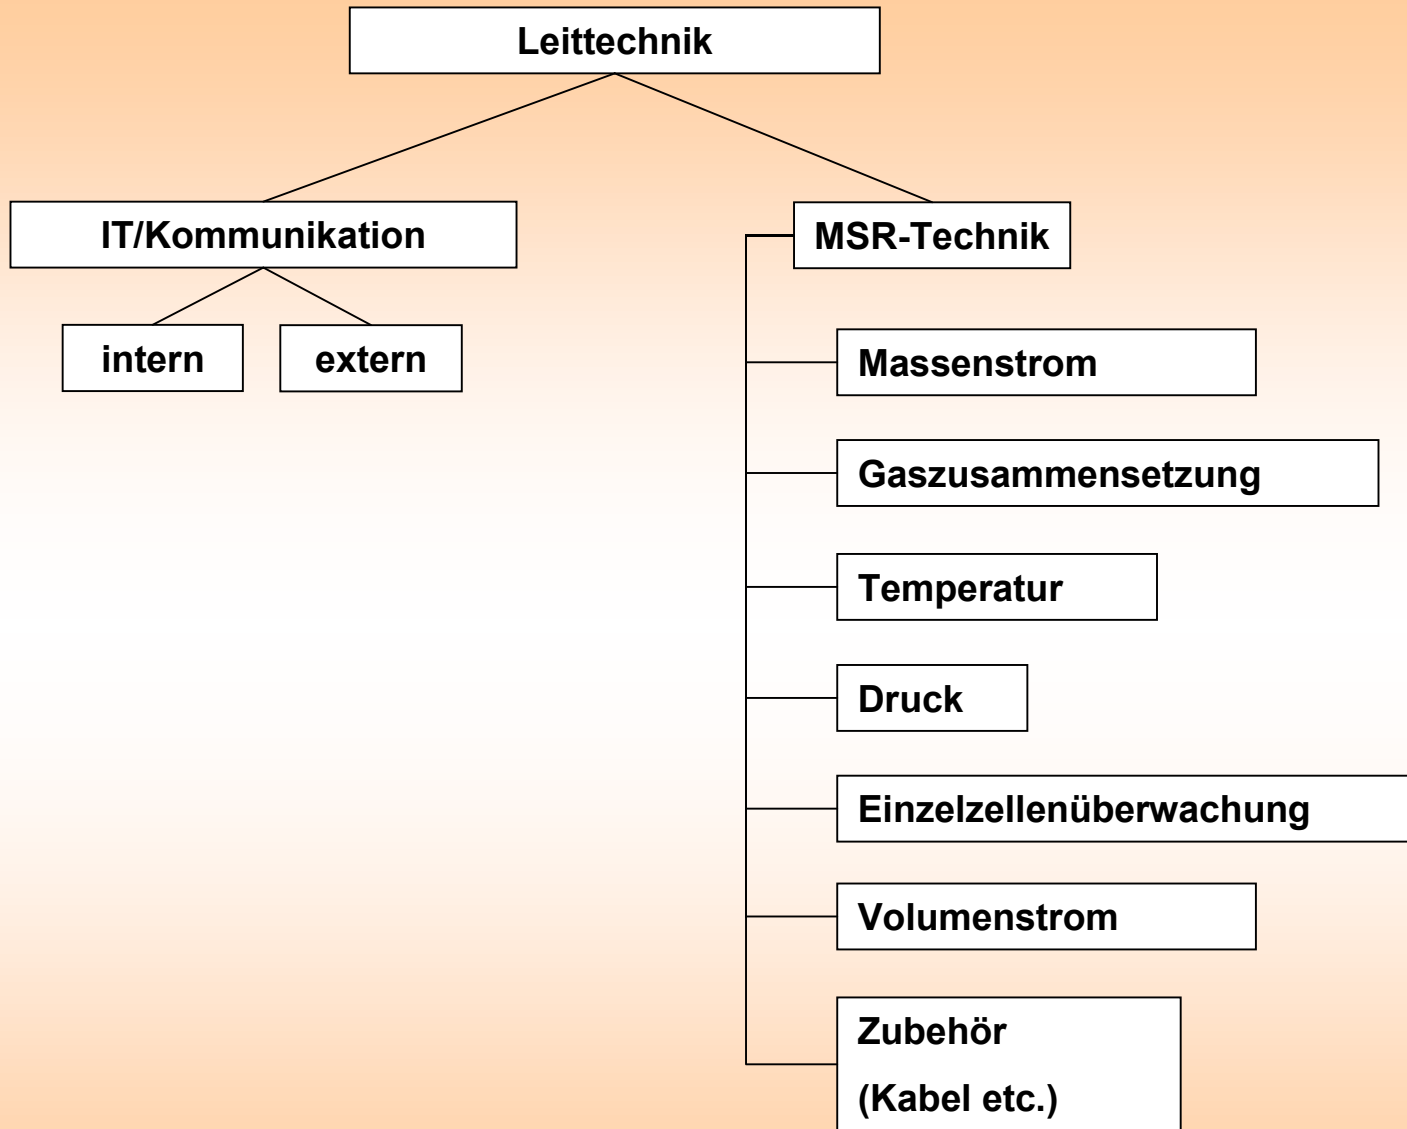 Leittechnik
IT/Kommunikation
MSR-Technik
intern
extern
Massenstrom
Gaszusammensetzung
Temperatur
Druck
Einzelzellenüberwachung
Volumenstrom
Zubehör
(Kabel etc.)